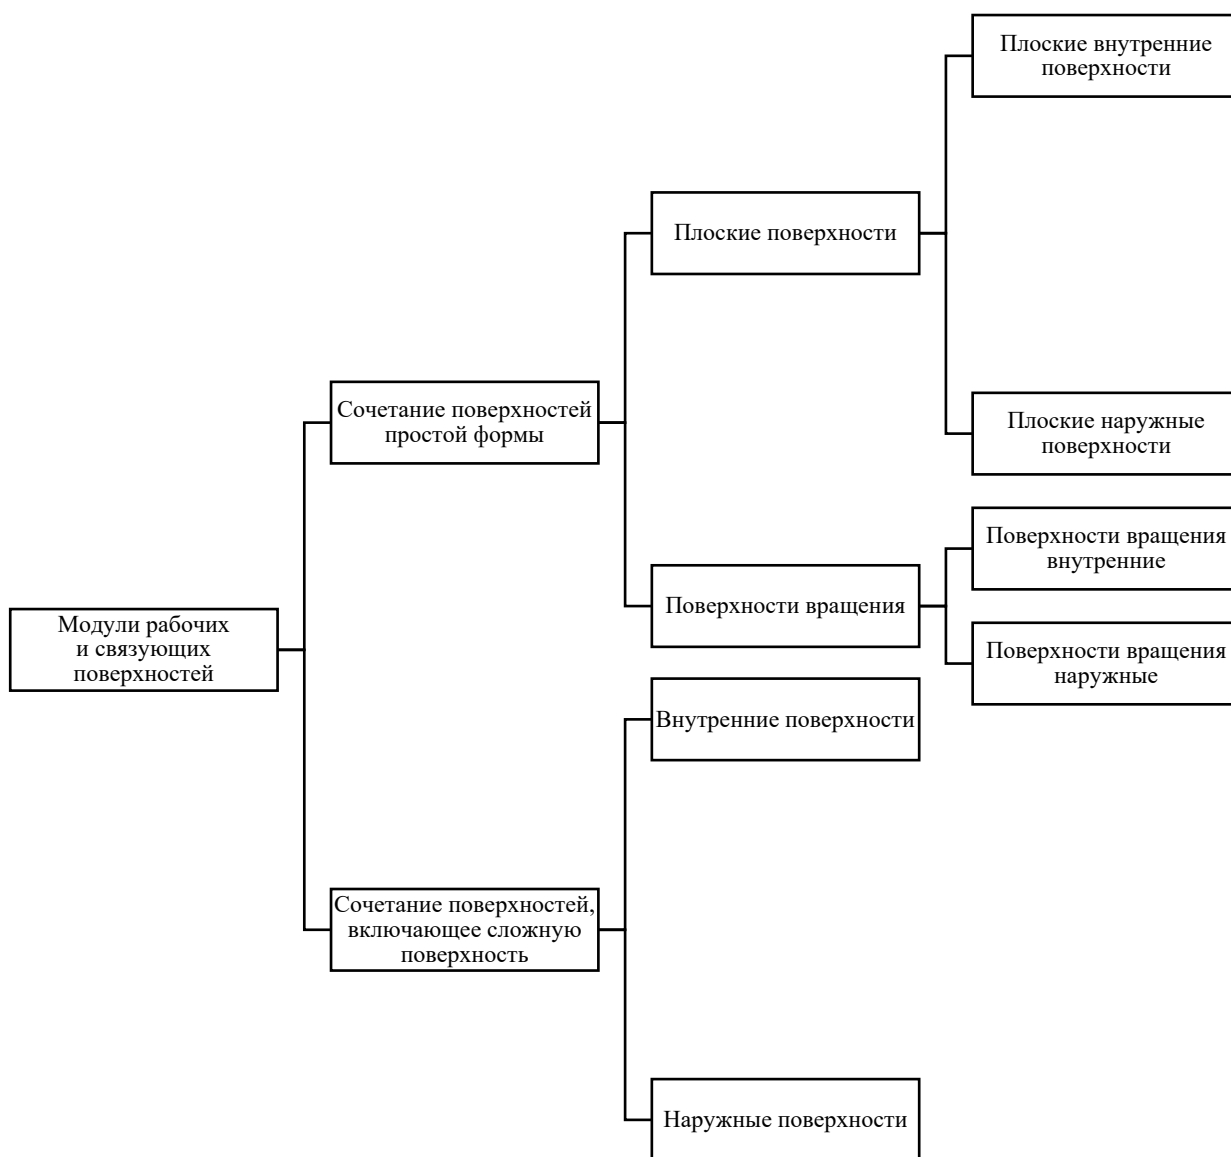 Плоские внутренние
поверхности
Плоские поверхности
Сочетание поверхностей
простой формы
Плоские наружные
поверхности
Поверхности вращения
внутренние
Поверхности вращения
Модули рабочих
и связующих
поверхностей
Поверхности вращения
наружные
Внутренние поверхности
Сочетание поверхностей,
включающее сложную
поверхность
Наружные поверхности